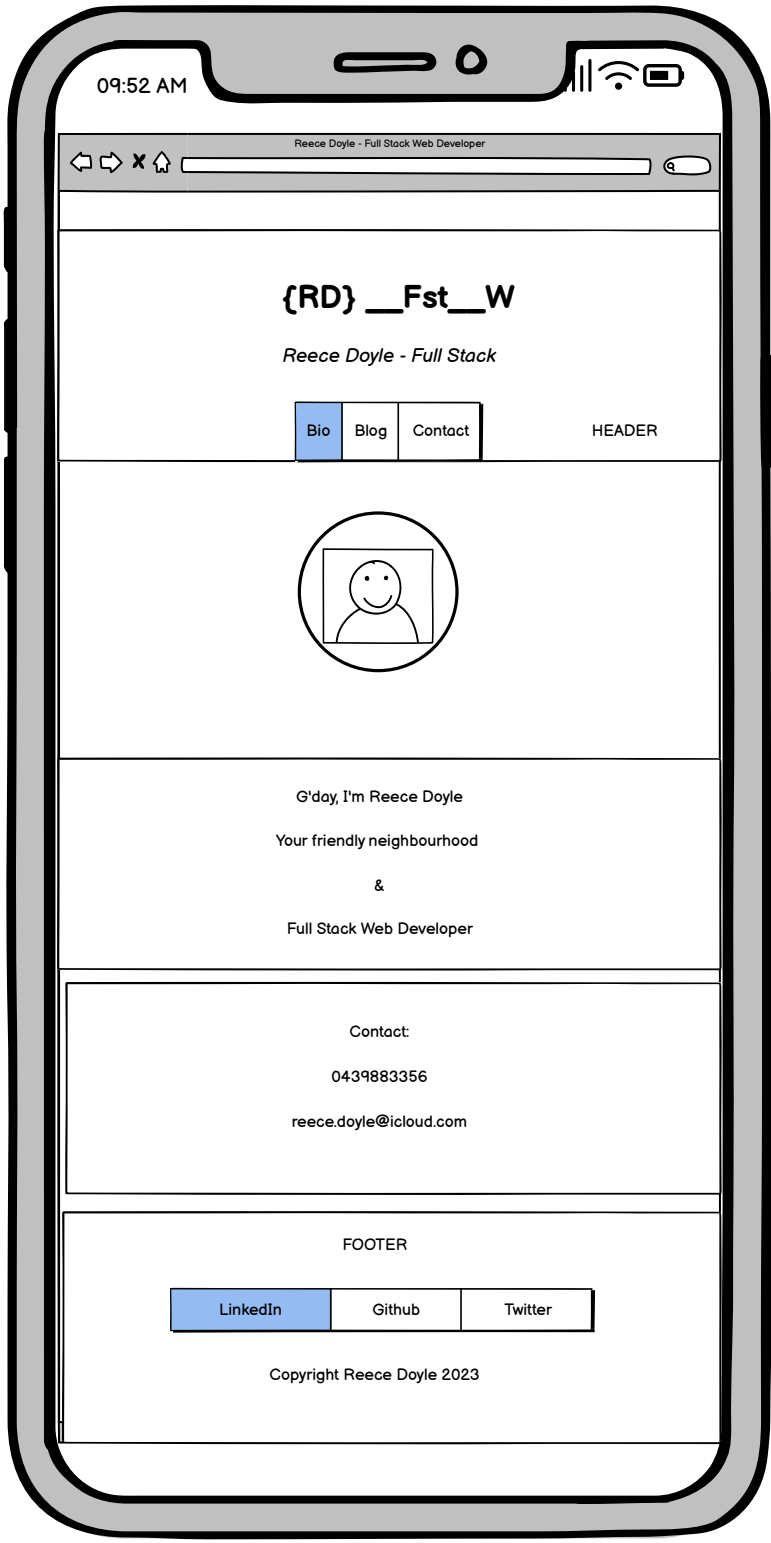 09:52 AM
Reece Doyle - Full Stack Web Developer
{RD} __Fst__W
Reece Doyle - Full Stack
Bio Blog Contact HEADER
G'day, I'm Reece Doyle
Your friendly neighbourhood
&
Full Stack Web Developer
Contact:
0439883356
reece.doyle@icloud.com
FOOTER
LinkedIn Github Twitter
Copyright Reece Doyle 2023